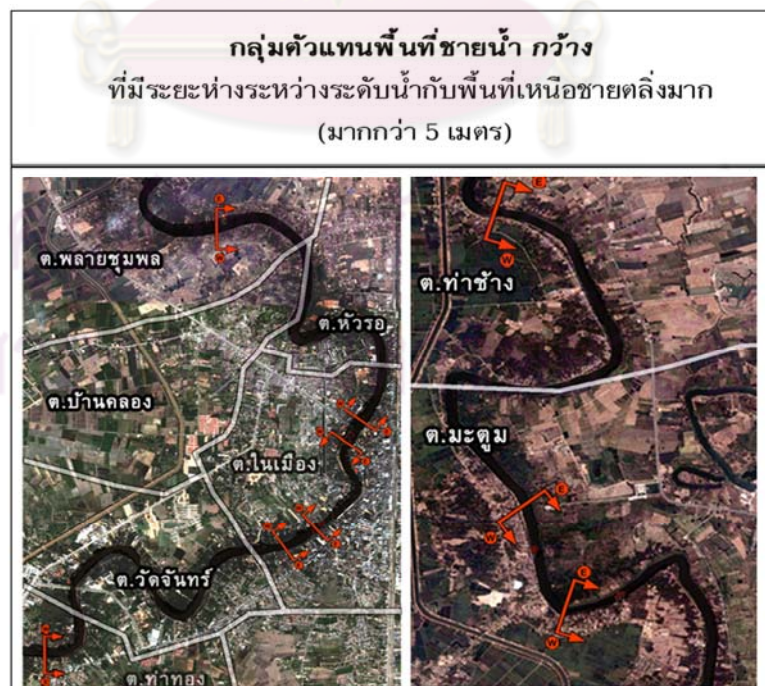 กลุ่มตัวแทนพื้นที่ชายน้ำ กว้าง
ที่มีระยะห่างระหว่างระดับน้ำกับพื้นที่เหนือชายตลิ่งมาก
(มากกว่า 5 เมตร)
ต.พลายชุมพล
ต.หัวรอ
ต.บ้านคลอง
ต.ในเมือง
ต.วัดจันทร์
ต.ท่าทอง
E
W
ต.ท่าช้าง
ต.มะตูม
E
W
E
W
E
W